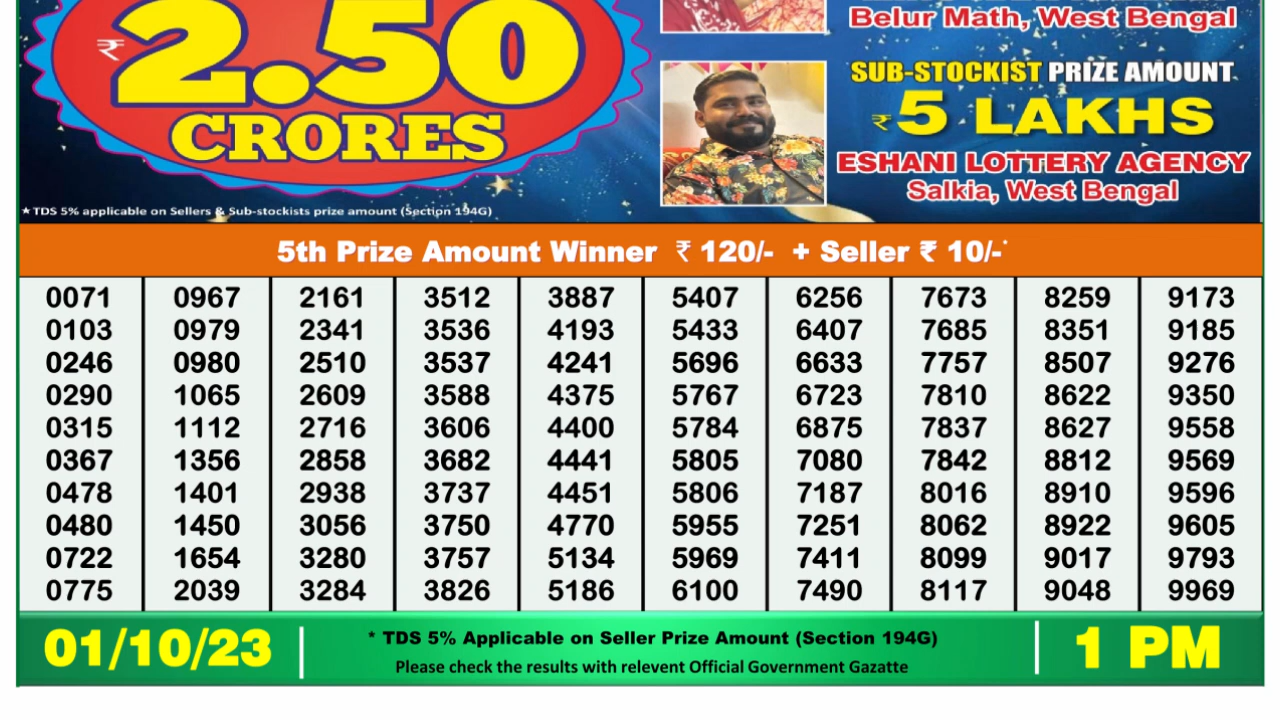 ₹ 2.50
CRORES
Belur Math, West Bengal
SUB-STOCKIST PRIZE AMOUNT
₹ 5 LAKHS
ESHANI LOTTERY AGENCY
Salkia, West Bengal
★ TDS 5% applicable on Sellers & Sub-stockists prize amount (Section 194G)
5th Prize Amount Winner ₹ 120/- + Seller ₹ 10/-*
0071 0967 2161 3512 3887 5407 6256 7673 8259 9173
0103 0979 2341 3536 4193 5433 6407 7685 8351 9185
0246 0980 2510 3537 4241 5696 6633 7757 8507 9276
0290 1065 2609 3588 4375 5767 6723 7810 8622 9350
0315 1112 2716 3606 4400 5784 6875 7837 8627 9558
0367 1356 2858 3682 4441 5805 7080 7842 8812 9569
0478 1401 2938 3737 4451 5806 7187 8016 8910 9596
0480 1450 3056 3750 4770 5955 7251 8062 8922 9605
0722 1654 3280 3757 5134 5969 7411 8099 9017 9793
0775 2039 3284 3826 5186 6100 7490 8117 9048 9969
01/10/23
* TDS 5% Applicable on Seller Prize Amount (Section 194G)
Please check the results with relevent Official Government Gazatte
1 PM